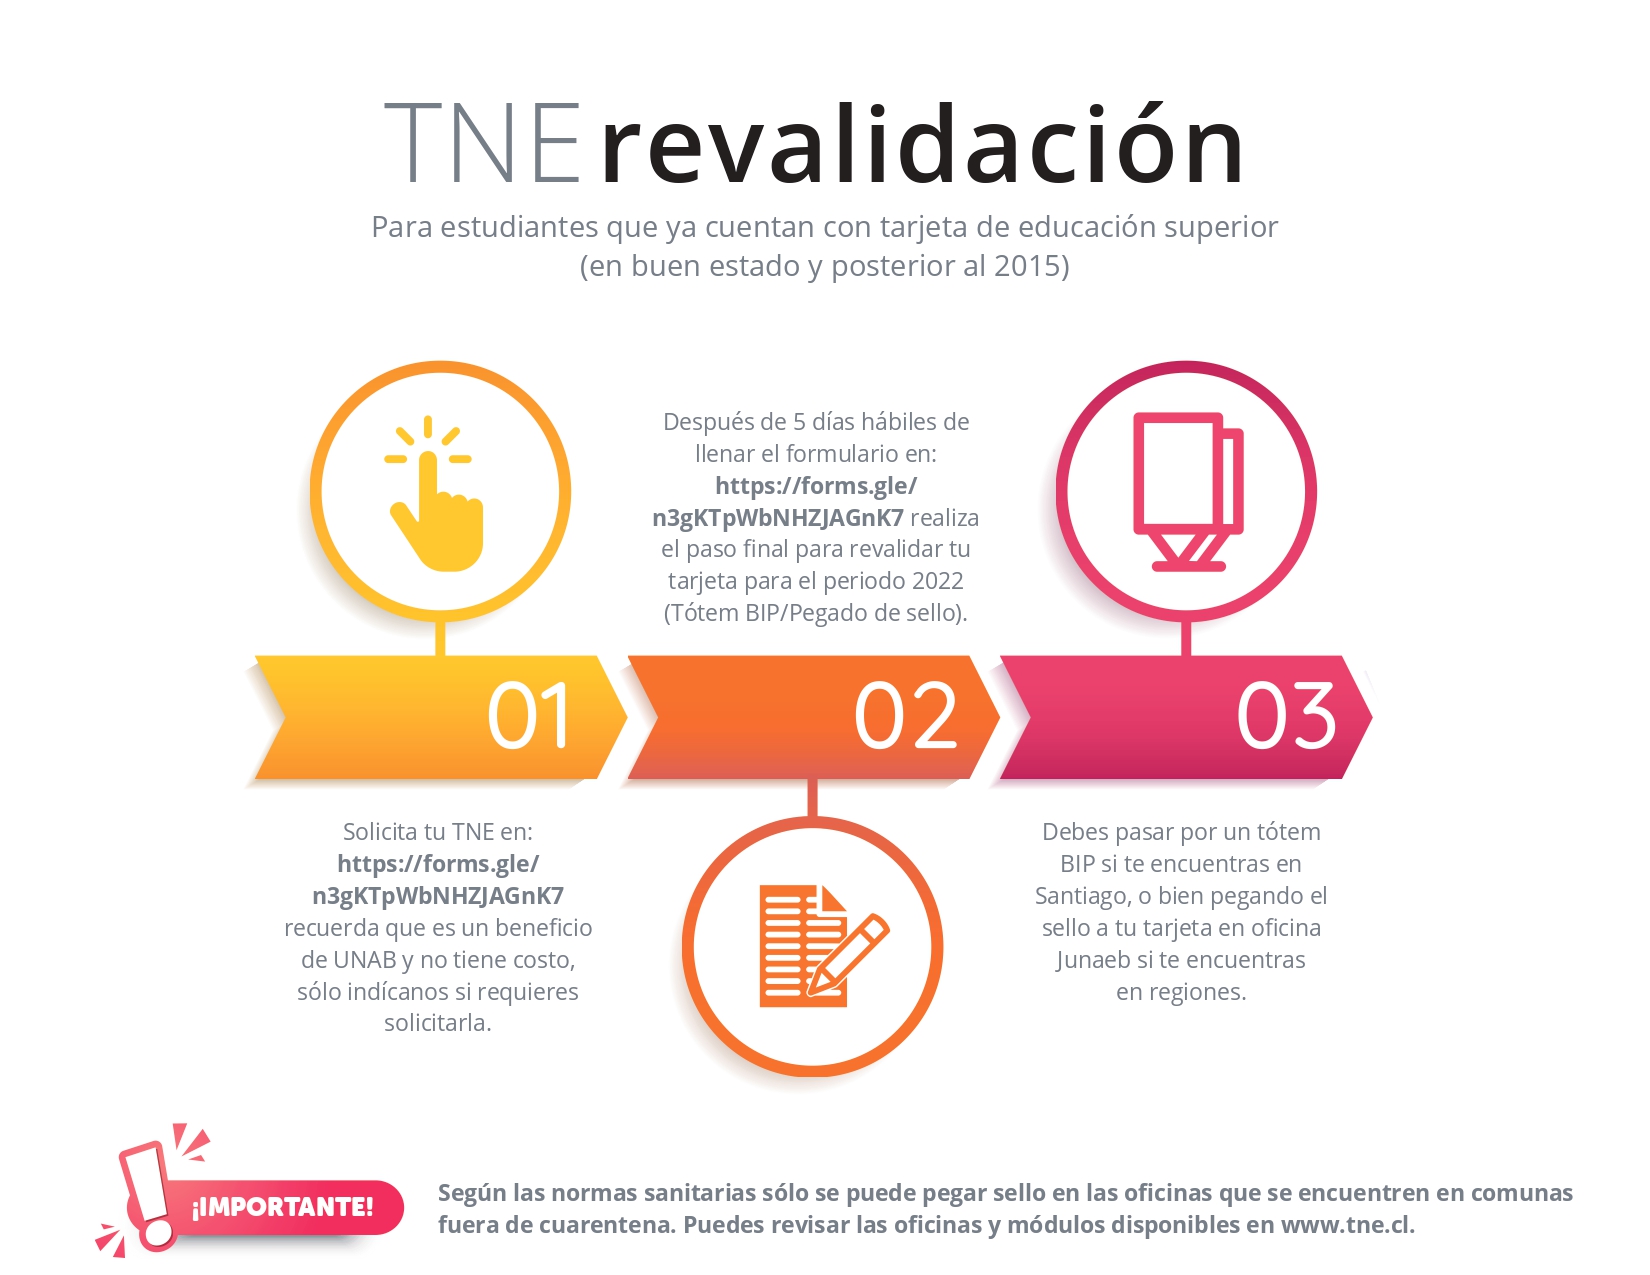 TNE revalidación
Para estudiantes que ya cuentan con tarjeta de educación superior
(en buen estado y posterior al 2015)
01
Solicita tu TNE en:
https://forms.gle/
n3gKTpWbNHZJAGnK7
recuerda que es un beneficio
de UNAB y no tiene costo,
sólo indícanos si requieres
solicitarla.
Después de 5 días hábiles de
llenar el formulario en:
https://forms.gle/
n3gKTpWbNHZJAGnK7 realiza
el paso final para revalidar tu
tarjeta para el periodo 2022
(Tótem BIP/Pegado de sello).
02
03
Debes pasar por un tótem
BIP si te encuentras en
Santiago, o bien pegando el
sello a tu tarjeta en oficina
Junaeb si te encuentras
en regiones.
¡IMPORTANTE!
Según las normas sanitarias sólo se puede pegar sello en las oficinas que se encuentren en comunas
fuera de cuarentena. Puedes revisar las oficinas y módulos disponibles en www.tne.cl.